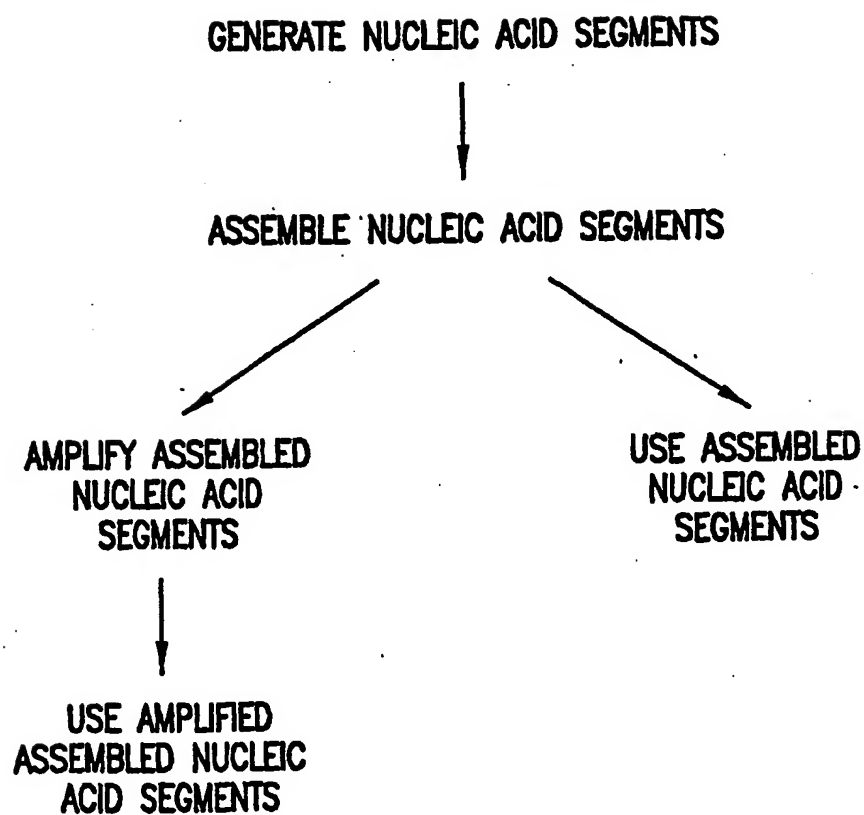 GENERATE NUCLEIC ACID SEGMENTS
ASSEMBLE NUCLEIC ACID SEGMENTS
AMPLIFY ASSEMBLED
NUCLEIC ACID
SEGMENTS
USE ASSEMBLED
NUCLEIC ACID
SEGMENTS
USE AMPLIFIED
ASSEMBLED NUCLEIC
ACID SEGMENTS